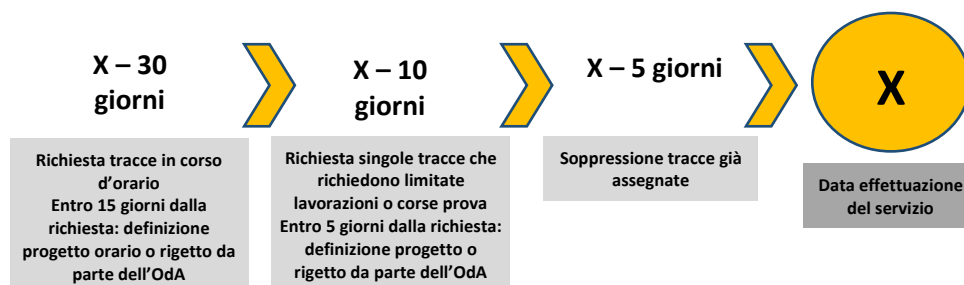 X – 30
giorni
X – 10
giorni
X – 5 giorni
X
Richiesta tracce in corso
d’orario
Entro 15 giorni dalla
richiesta: definizione
progetto orario o rigetto da
parte dell’OdA
Richiesta singole tracce che
richiedono limitate
lavorazioni o corse prova
Entro 5 giorni dalla richiesta:
definizione progetto o
rigetto da parte dell’OdA
Soppressione tracce già
assegnate
Data effettuazione
del servizio